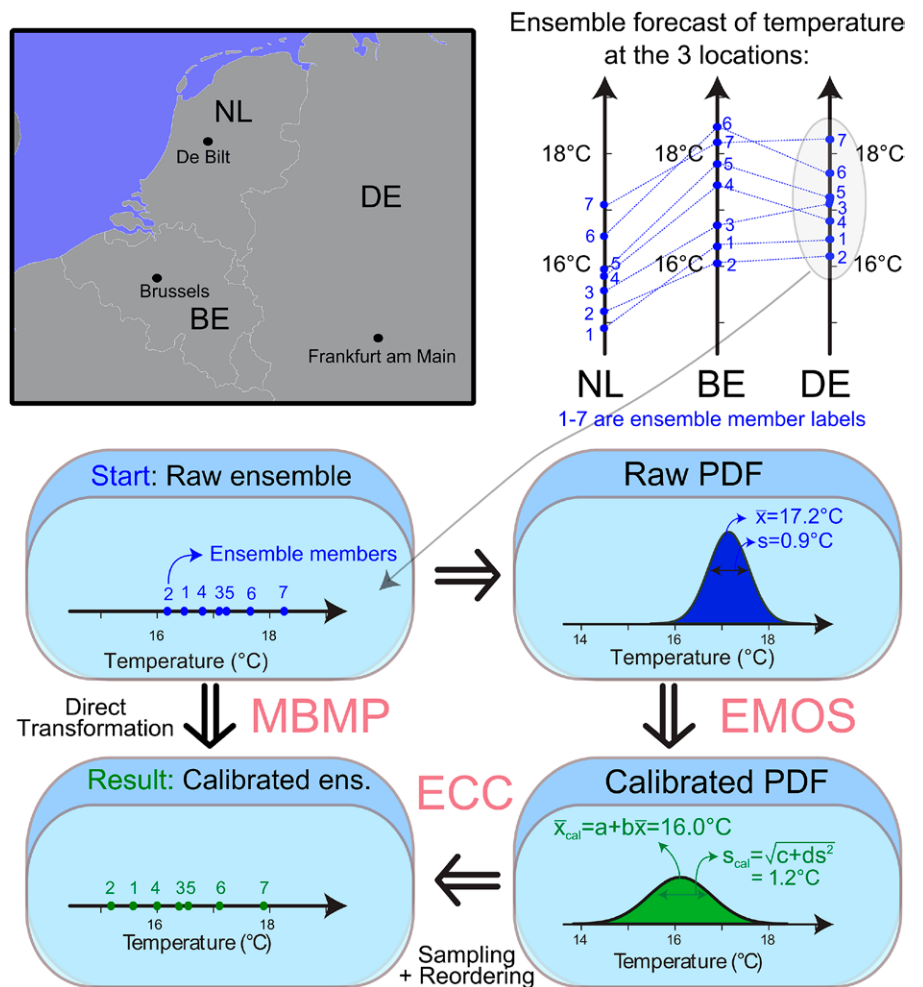 Ensemble forecast of temperature
at the 3 locations:
NL
De Bilt
DE
Brussels
BE
Frankfurt am Main
18°C
16°C
7
6
5
4
3
2
1
NL
18°C
16°C
6
7
5
4
3
1
2
BE
18°C
16°C
7
6
5
3
4
1
2
DE
1-7 are ensemble member labels
Start: Raw ensemble
Ensemble members
2 1 4 3 5 6 7
16 18
Temperature (°C)
Raw PDF
x̄=17.2°C
s=0.9°C
14 16 18
Temperature (°C)
Direct
Transformation
MBMP
EMOS
Result: Calibrated ens.
2 1 4 3 5 6 7
16 18
Temperature (°C)
ECC
Sampling
+ Reordering
Calibrated PDF
x̄cal=a+bx̄=16.0°C
scal=√c+ds²
= 1.2°C
14 16 18
Temperature (°C)